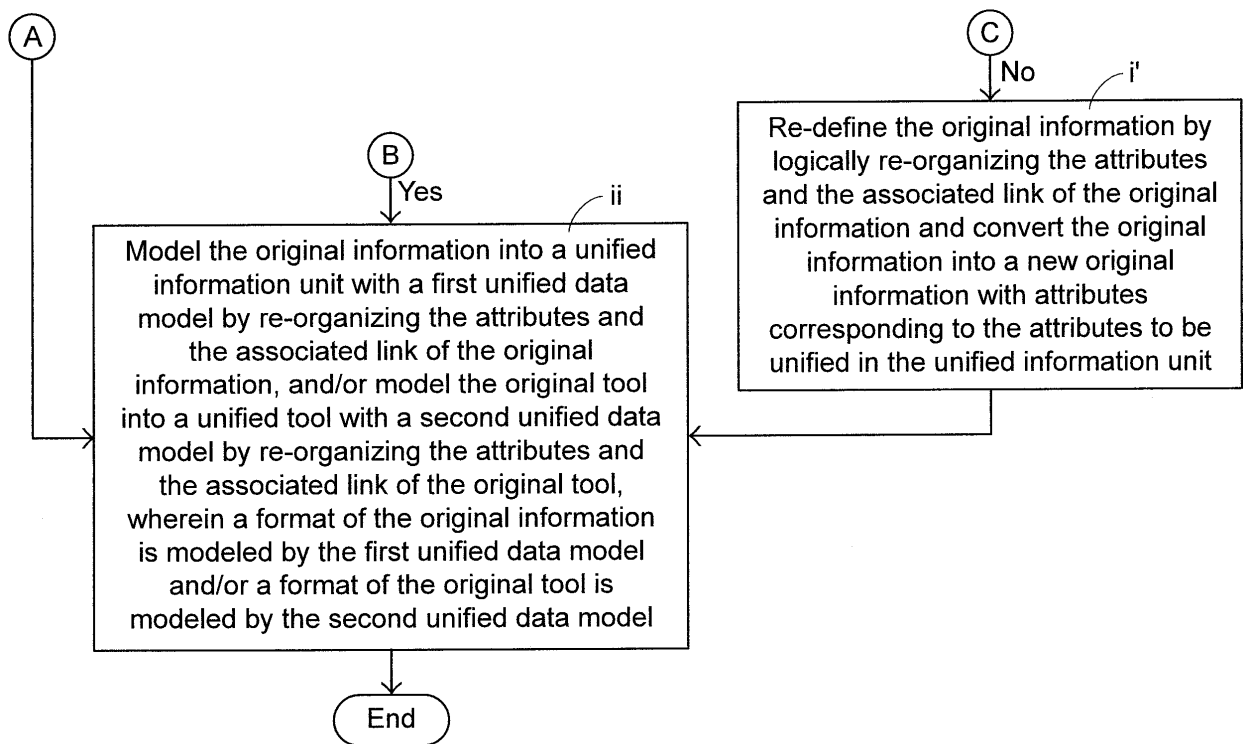 A
C
No
i'
Re-define the original information by
logically re-organizing the attributes
and the associated link of the original
information and convert the original
information into a new original
information with attributes
corresponding to the attributes to be
unified in the unified information unit
B
Yes
ii
Model the original information into a unified
information unit with a first unified data
model by re-organizing the attributes and
the associated link of the original
information, and/or model the original tool
into a unified tool with a second unified data
model by re-organizing the attributes and
the associated link of the original tool,
wherein a format of the original information
is modeled by the first unified data model
and/or a format of the original tool is
modeled by the second unified data model
End